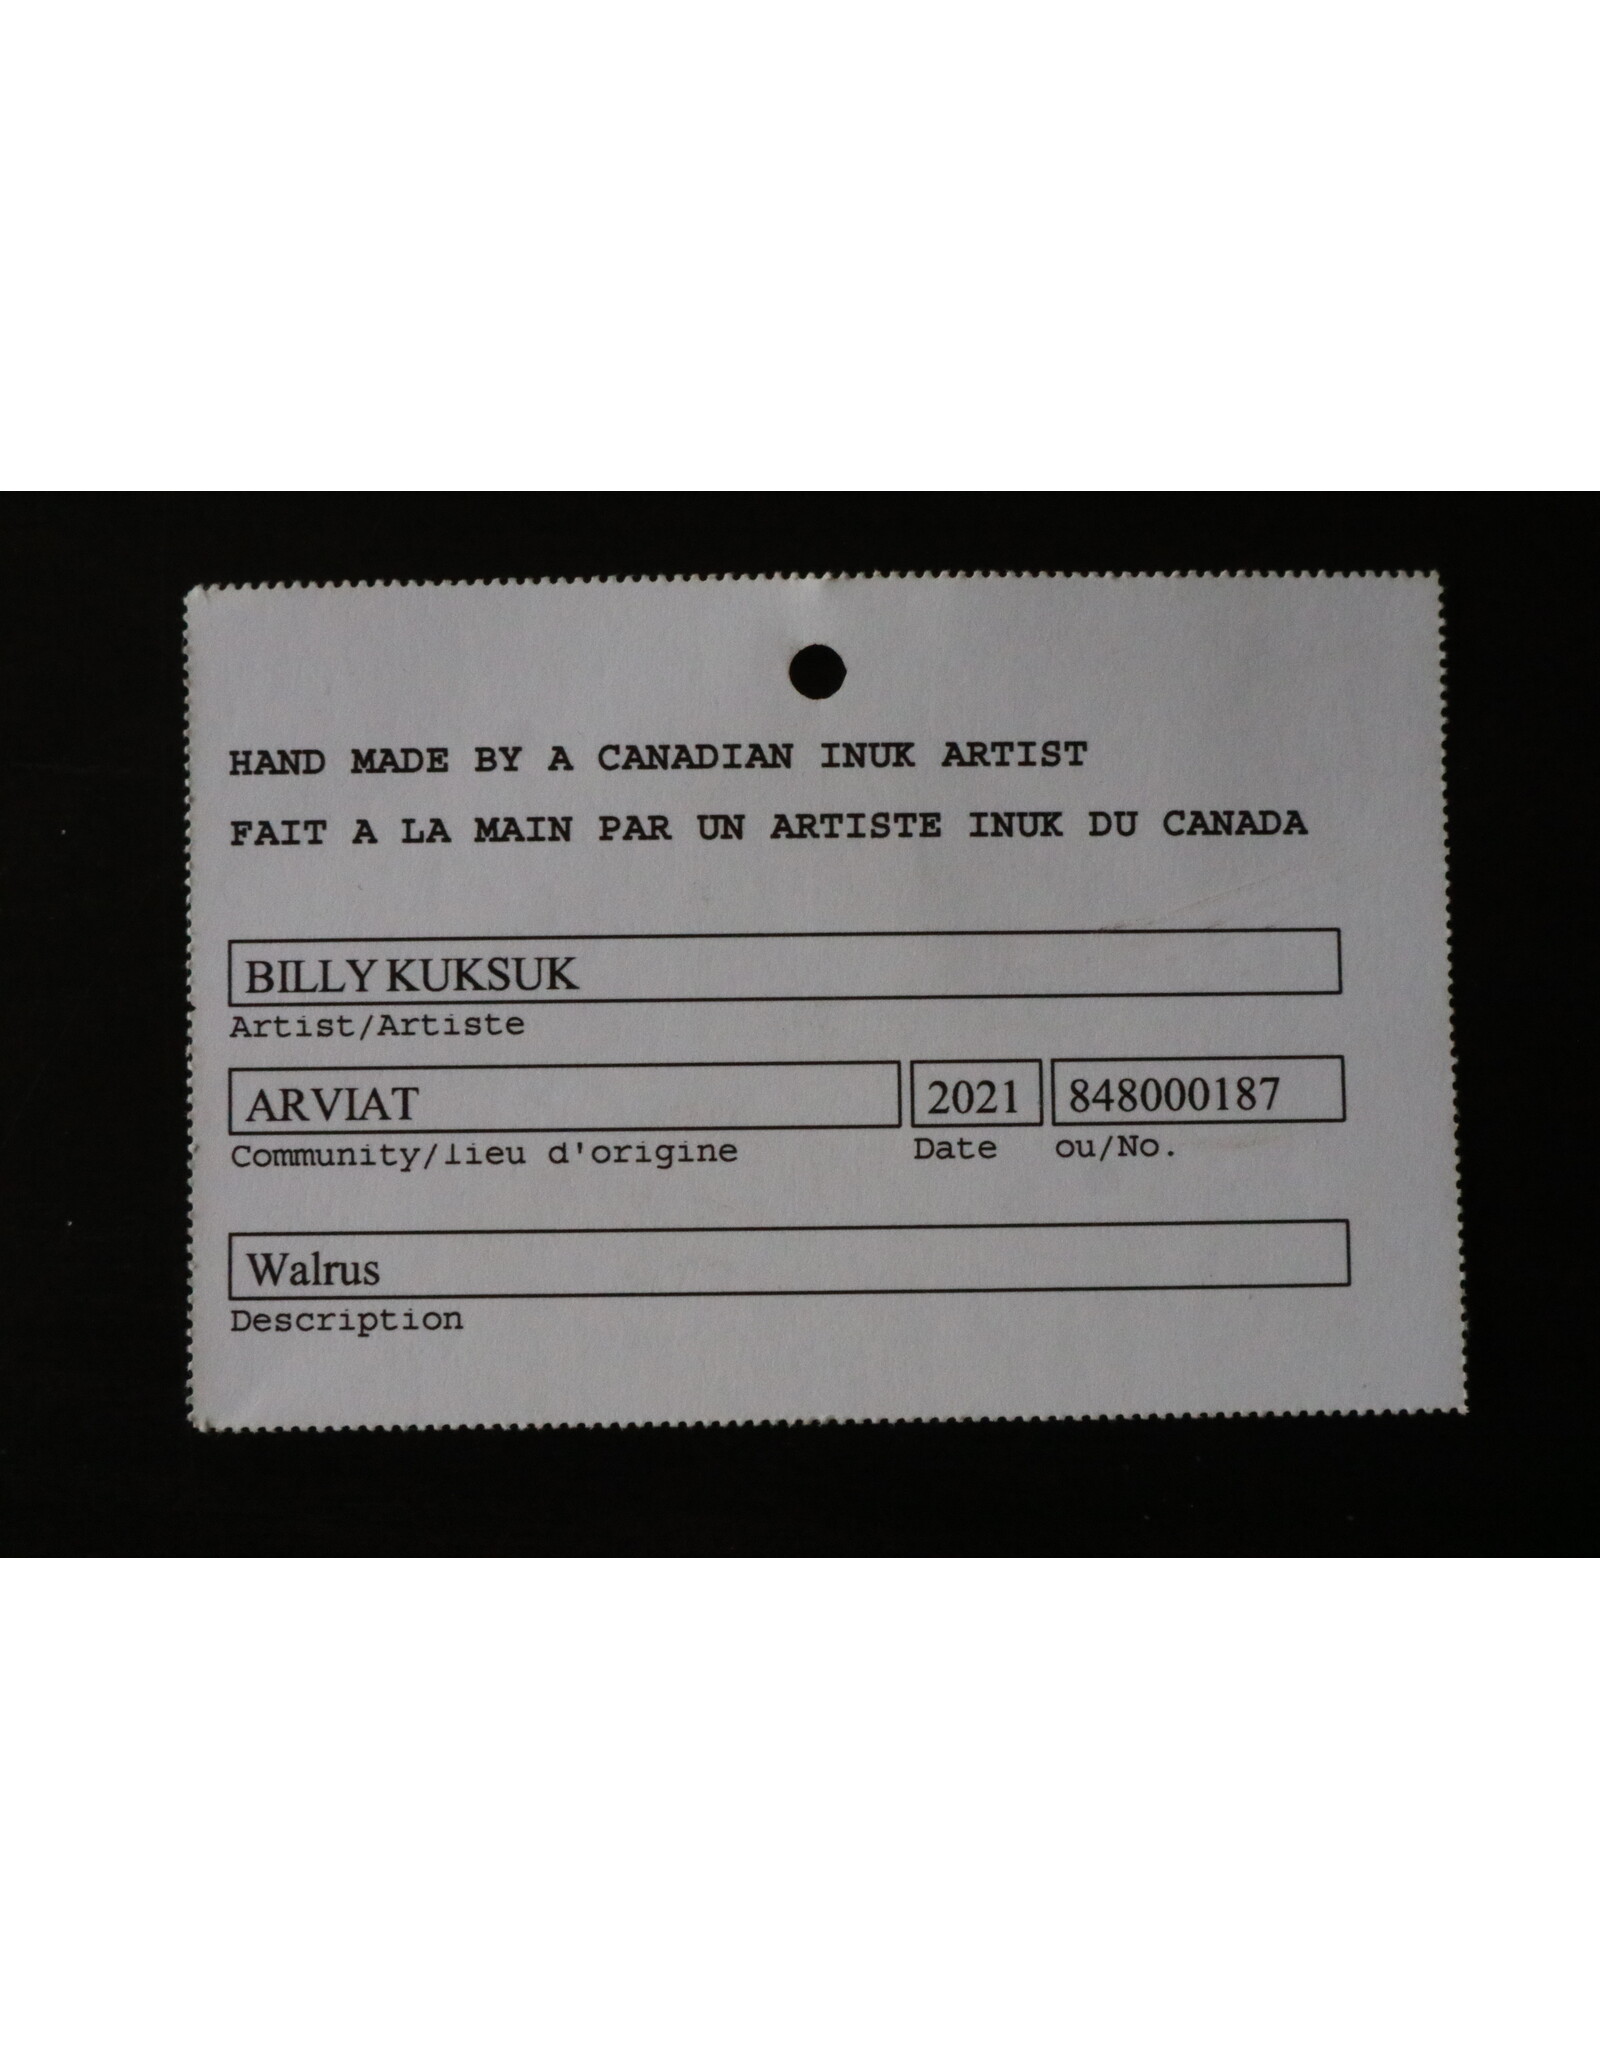 HAND MADE BY A CANADIAN INUK ARTIST
FAIT A LA MAIN PAR UN ARTISTE INUK DU CANADA
BILLY KUKSUK
Artist/Artiste
ARVIAT 2021 848000187
Community/lieu d'origine Date ou/No.
Walrus
Description